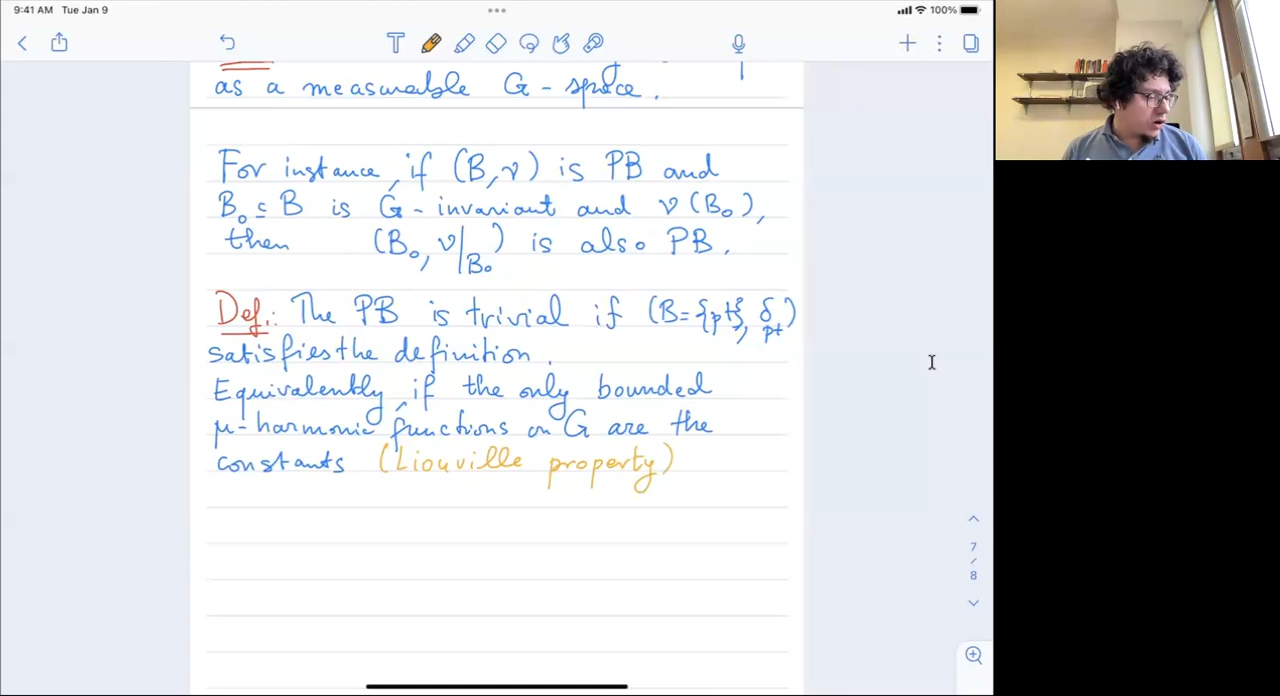 9:41 AM Tue Jan 9
100%
as a measurable G - space.
For instance, if (B, ν) is PB and
B₀ ⊆ B is G - invariant and ν(B₀),
then (B₀, ν|B₀) is also PB.
Def: The PB is trivial if (B={pt}, δ_pt)
satisfies the definition.
Equivalently, if the only bounded
μ-harmonic functions on G are the
constants (Liouville property)
7
/
8